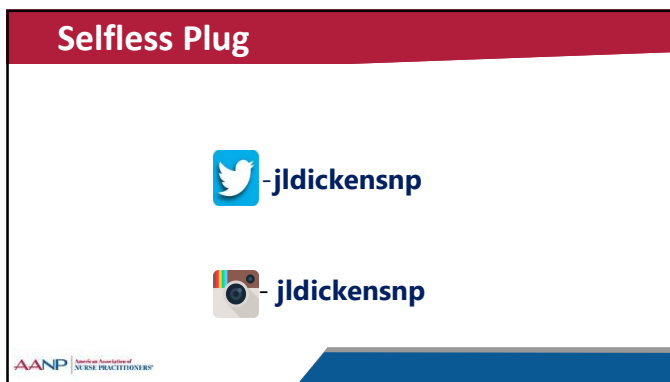 Selfless Plug
-jldickensnp
- jldickensnp
AANP American Association of
NURSE PRACTITIONERS®